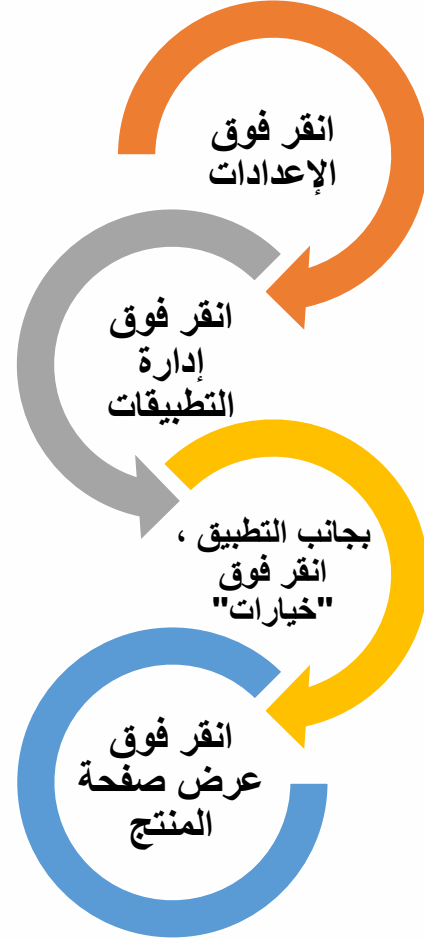 انقر فوق
الإعدادات
انقر فوق
إدارة
التطبيقات
بجانب التطبيق ،
انقر فوق
"خيارات"
انقر فوق
عرض صفحة
المنتج